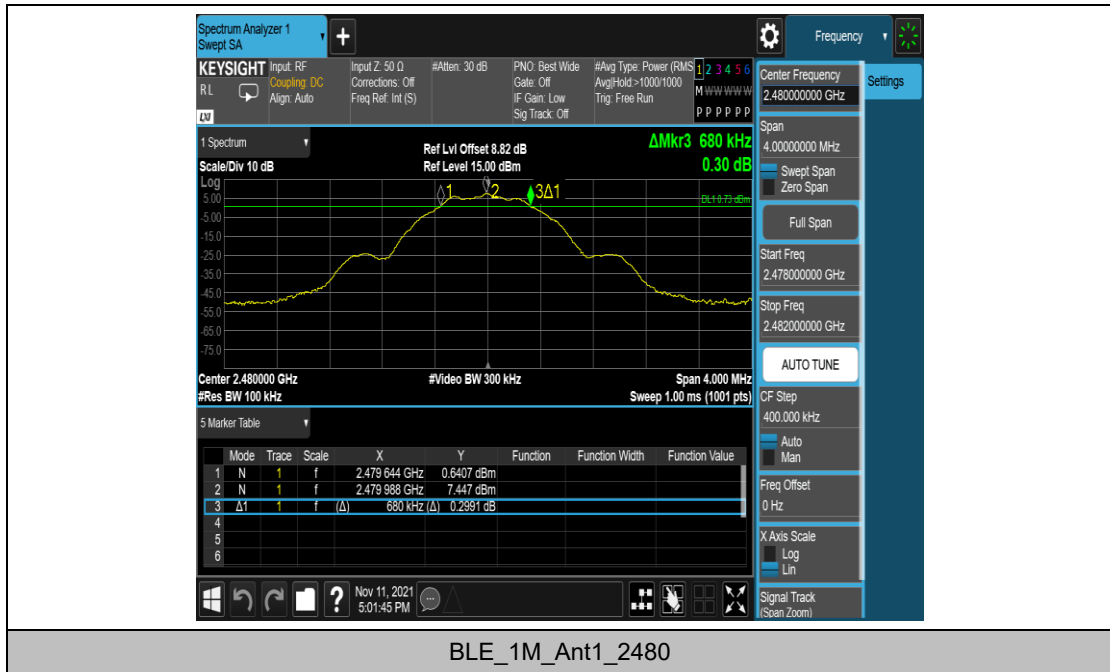 Spectrum Analyzer 1
Swept SA
+
Frequency
KEYSIGHT Input: RF Input Z: 50 Ω #Atten: 30 dB PNO: Best Wide #Avg Type: Power (RMS 1 2 3 4 5 6
RL Coupling: DC Corrections: Off Gate: Off Avg|Hold:>1000/1000 M W W W W W
Align: Auto Freq Ref: Int (S) IF Gain: Low Trig: Free Run
LXI Sig Track: Off P P P P P P
Center Frequency
2.480000000 GHz
Settings
Span
4.00000000 MHz
Swept Span
Zero Span
Full Span
Start Freq
2.478000000 GHz
Stop Freq
2.482000000 GHz
AUTO TUNE
CF Step
400.000 kHz
Auto
Man
Freq Offset
0 Hz
X Axis Scale
Log
Lin
Signal Track
(Span Zoom)
1 Spectrum
Ref Lvl Offset 8.82 dB ΔMkr3 680 kHz
Scale/Div 10 dB Ref Level 15.00 dBm 0.30 dB
Log
1 2 3Δ1
5.00 DL1 0.73 dBm
-5.00
-15.0
-25.0
-35.0
-45.0
-55.0
-65.0
-75.0
Center 2.480000 GHz #Video BW 300 kHz Span 4.000 MHz
#Res BW 100 kHz Sweep 1.00 ms (1001 pts)
5 Marker Table
Mode Trace Scale X Y Function Function Width Function Value
1 N 1 f 2.479 644 GHz 0.6407 dBm
2 N 1 f 2.479 988 GHz 7.447 dBm
3 Δ1 1 f (Δ) 680 kHz (Δ) 0.2991 dB
4
5
6
? Nov 11, 2021
5:01:45 PM
BLE_1M_Ant1_2480